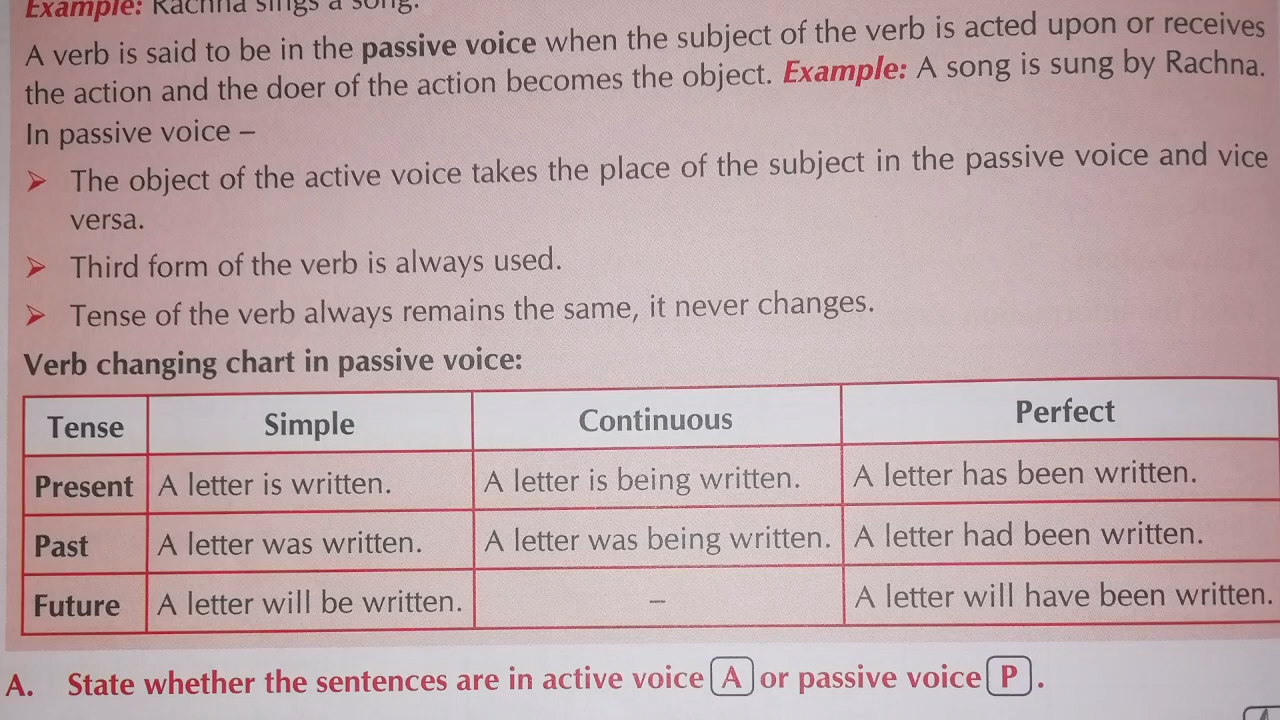 Example: Rachna sings a song.
A verb is said to be in the passive voice when the subject of the verb is acted upon or receives
the action and the doer of the action becomes the object. Example: A song is sung by Rachna.
In passive voice –
➢ The object of the active voice takes the place of the subject in the passive voice and vice
versa.
➢ Third form of the verb is always used.
➢ Tense of the verb always remains the same, it never changes.
Verb changing chart in passive voice:
Tense Simple Continuous Perfect
Present A letter is written. A letter is being written. A letter has been written.
Past A letter was written. A letter was being written. A letter had been written.
Future A letter will be written. – A letter will have been written.
A. State whether the sentences are in active voice A or passive voice P .